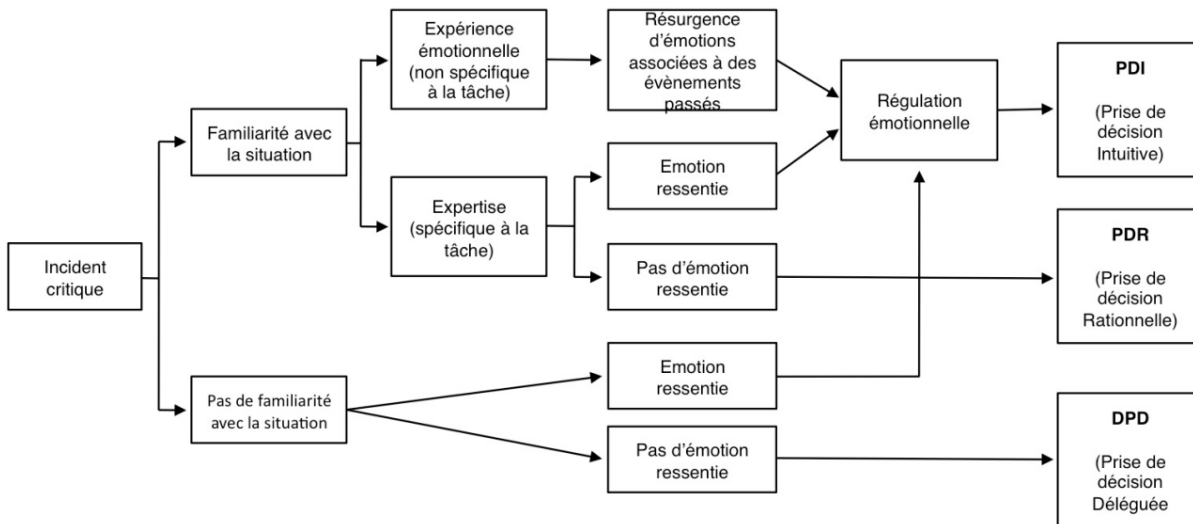 Incident
critique
Familiarité avec
la situation
Pas de familiarité
avec la situation
Expérience
émotionnelle
(non spécifique
à la tâche)
Expertise
(spécifique à la
tâche)
Résurgence
d’émotions
associées à des
évènements
passés
Emotion
ressentie
Pas d’émotion
ressentie
Emotion
ressentie
Pas d’émotion
ressentie
Régulation
émotionnelle
PDI
(Prise de
décision
Intuitive)
PDR
(Prise de
décision
Rationnelle)
DPD
(Prise de
décision
Déléguée